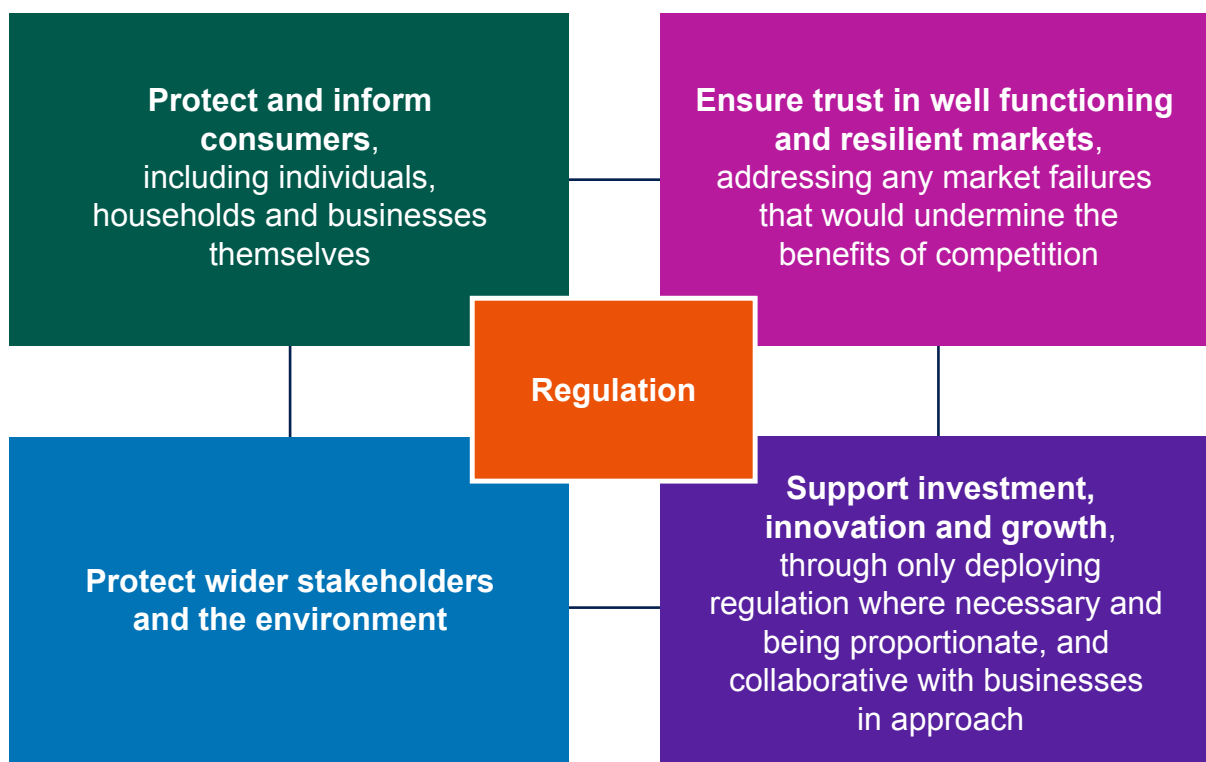 Protect and inform
consumers,
including individuals,
households and businesses
themselves
Ensure trust in well functioning
and resilient markets,
addressing any market failures
that would undermine the
benefits of competition
Regulation
Protect wider stakeholders
and the environment
Support investment,
innovation and growth,
through only deploying
regulation where necessary and
being proportionate, and
collaborative with businesses
in approach